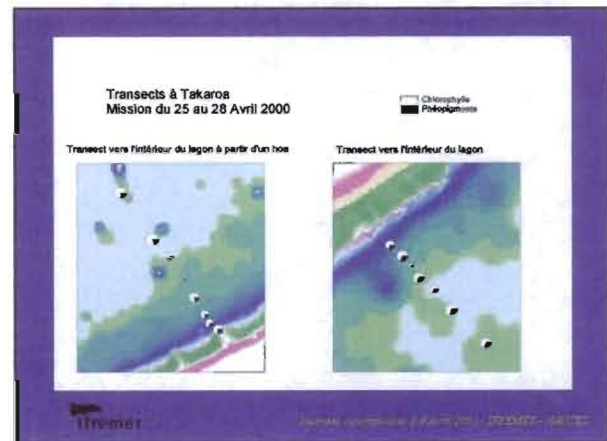 Transects à Takaroa
Mission du 25 au 28 Avril 2000
Chlorophylle
Phéopigments
Transect vers l'intérieur du lagon à partir d'un hoa
Transect vers l'intérieur du lagon
Ifremer